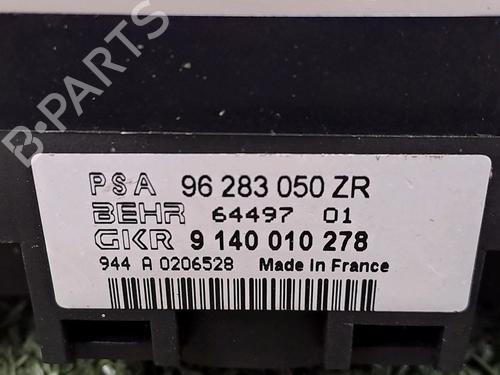 B-PARTS
PSA 96 283 050 ZR
BEHR 64497 01
GKR 9 140 010 278
944 A 0206528 Made In France